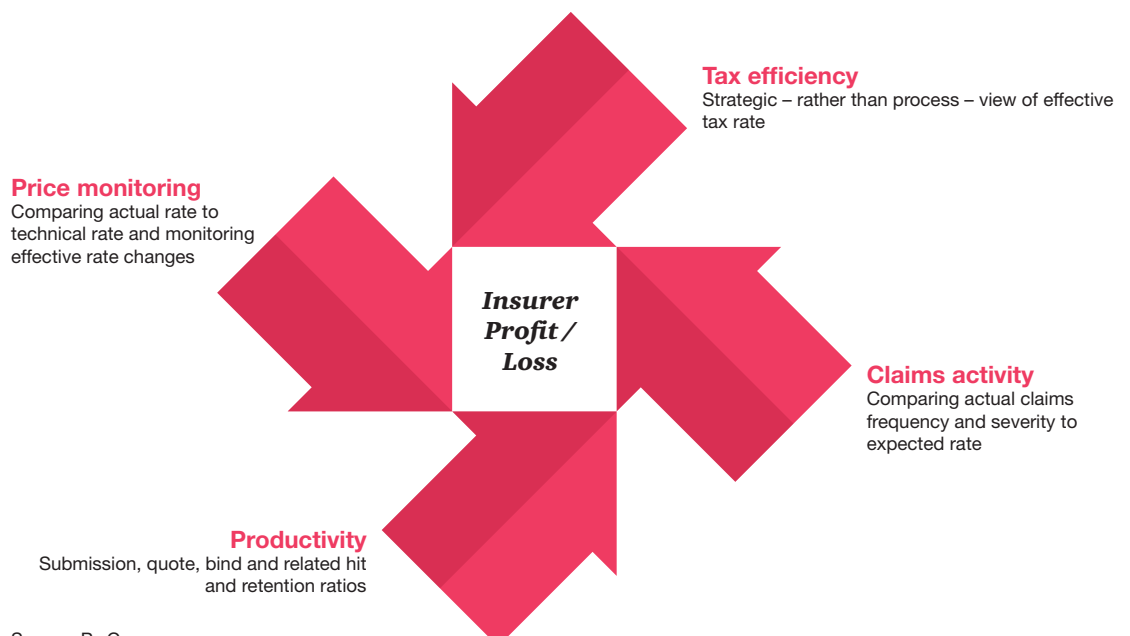 Tax efficiency
Strategic – rather than process – view of effective
tax rate
Price monitoring
Comparing actual rate to
technical rate and monitoring
effective rate changes
Insurer
Profit /
Loss
Claims activity
Comparing actual claims
frequency and severity to
expected rate
Productivity
Submission, quote, bind and related hit
and retention ratios